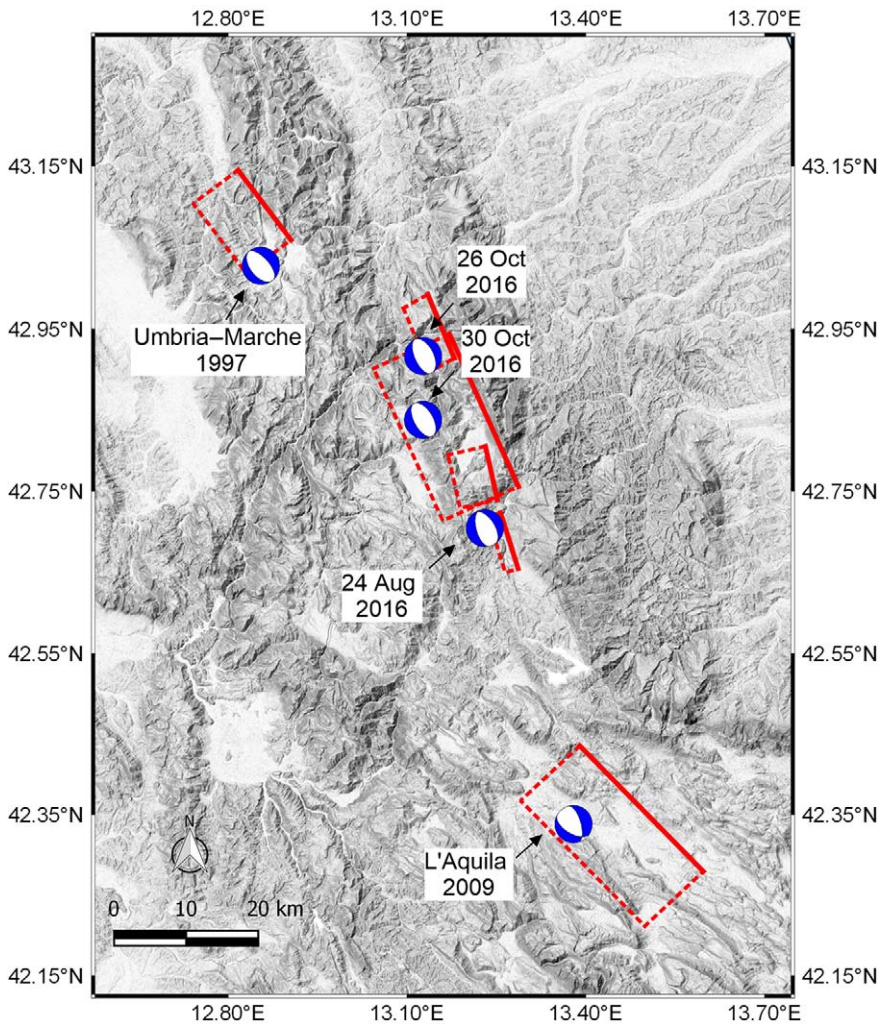 12.80°E 13.10°E 13.40°E 13.70°E
43.15°N 43.15°N
26 Oct
2016
42.95°N 42.95°N
Umbria–Marche
1997
30 Oct
2016
42.75°N 42.75°N
24 Aug
2016
42.55°N 42.55°N
42.35°N 42.35°N
N
L'Aquila
2009
0 10 20 km
42.15°N 42.15°N
12.80°E 13.10°E 13.40°E 13.70°E